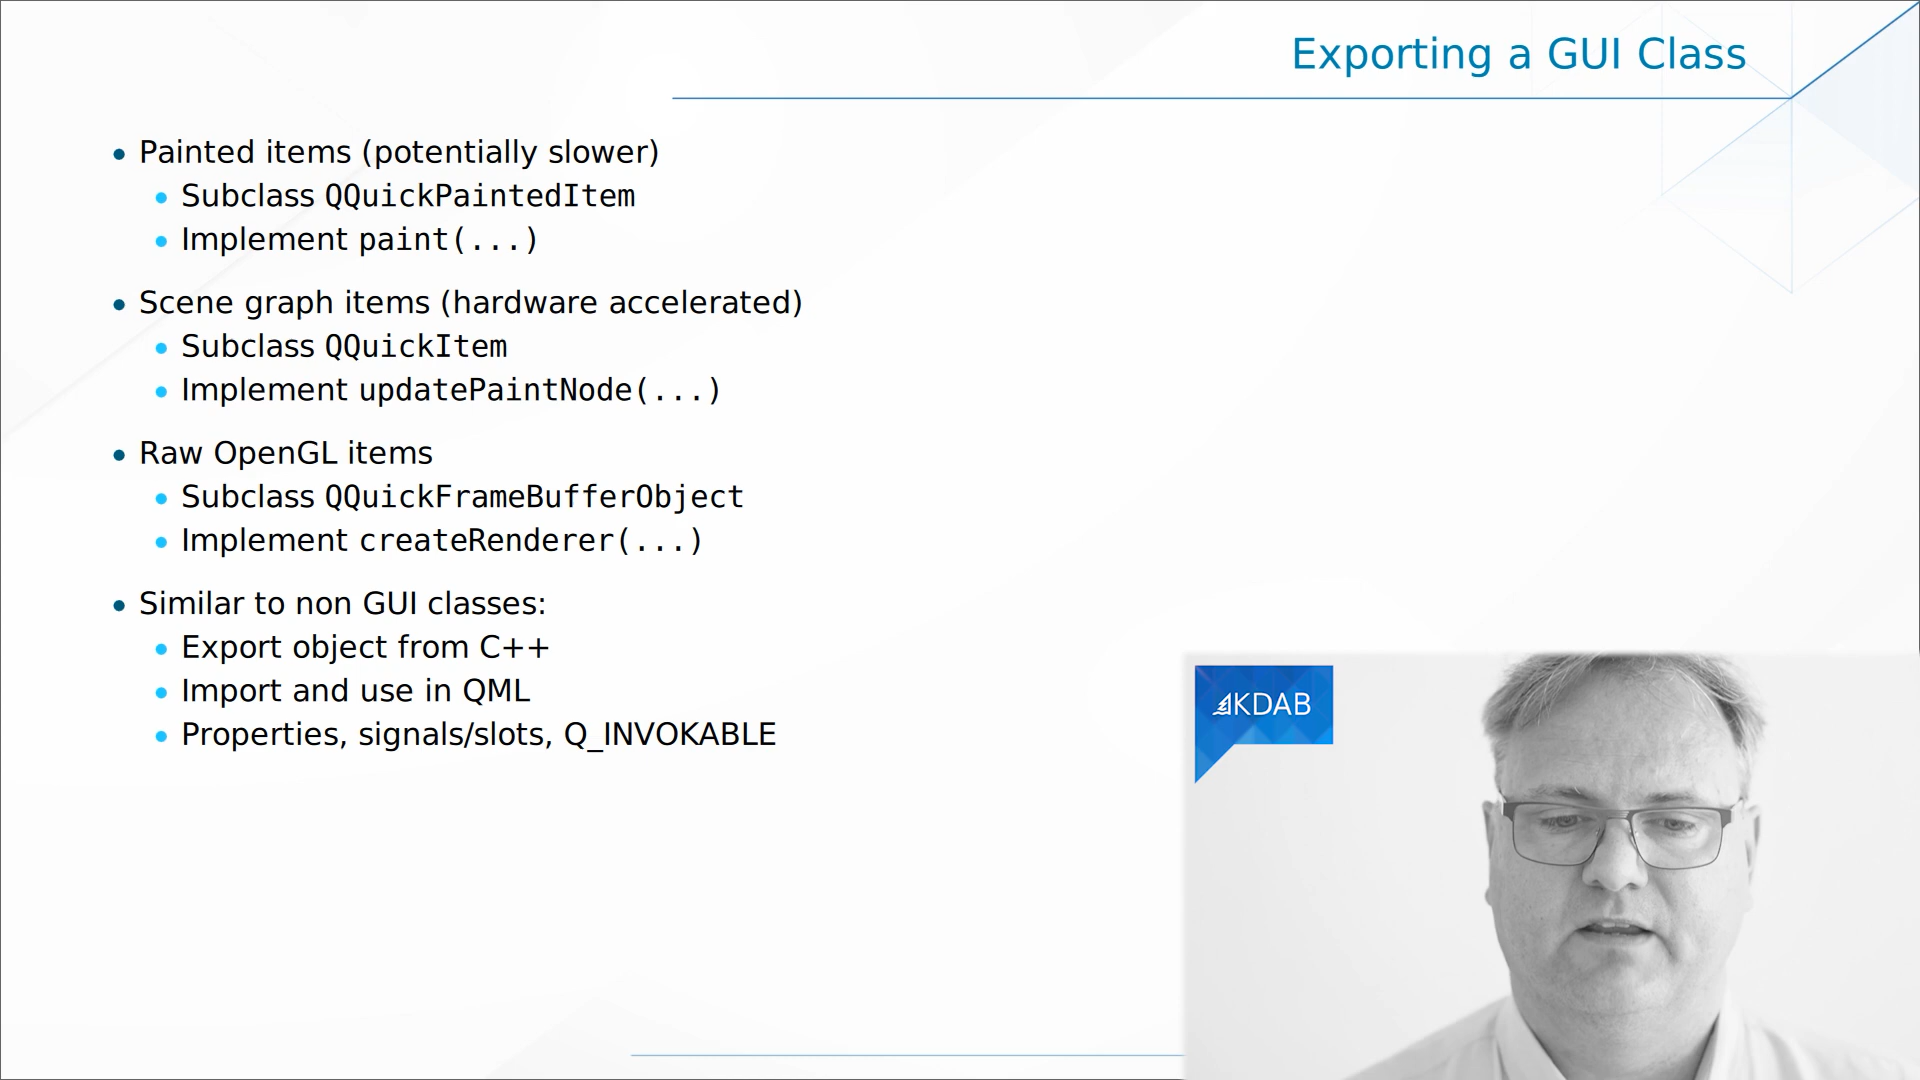 Exporting a GUI Class
Painted items (potentially slower)
Subclass QQuickPaintedItem
Implement paint(...)
Scene graph items (hardware accelerated)
Subclass QQuickItem
Implement updatePaintNode(...)
Raw OpenGL items
Subclass QQuickFrameBufferObject
Implement createRenderer(...)
Similar to non GUI classes:
Export object from C++
Import and use in QML
Properties, signals/slots, Q_INVOKABLE
KDAB